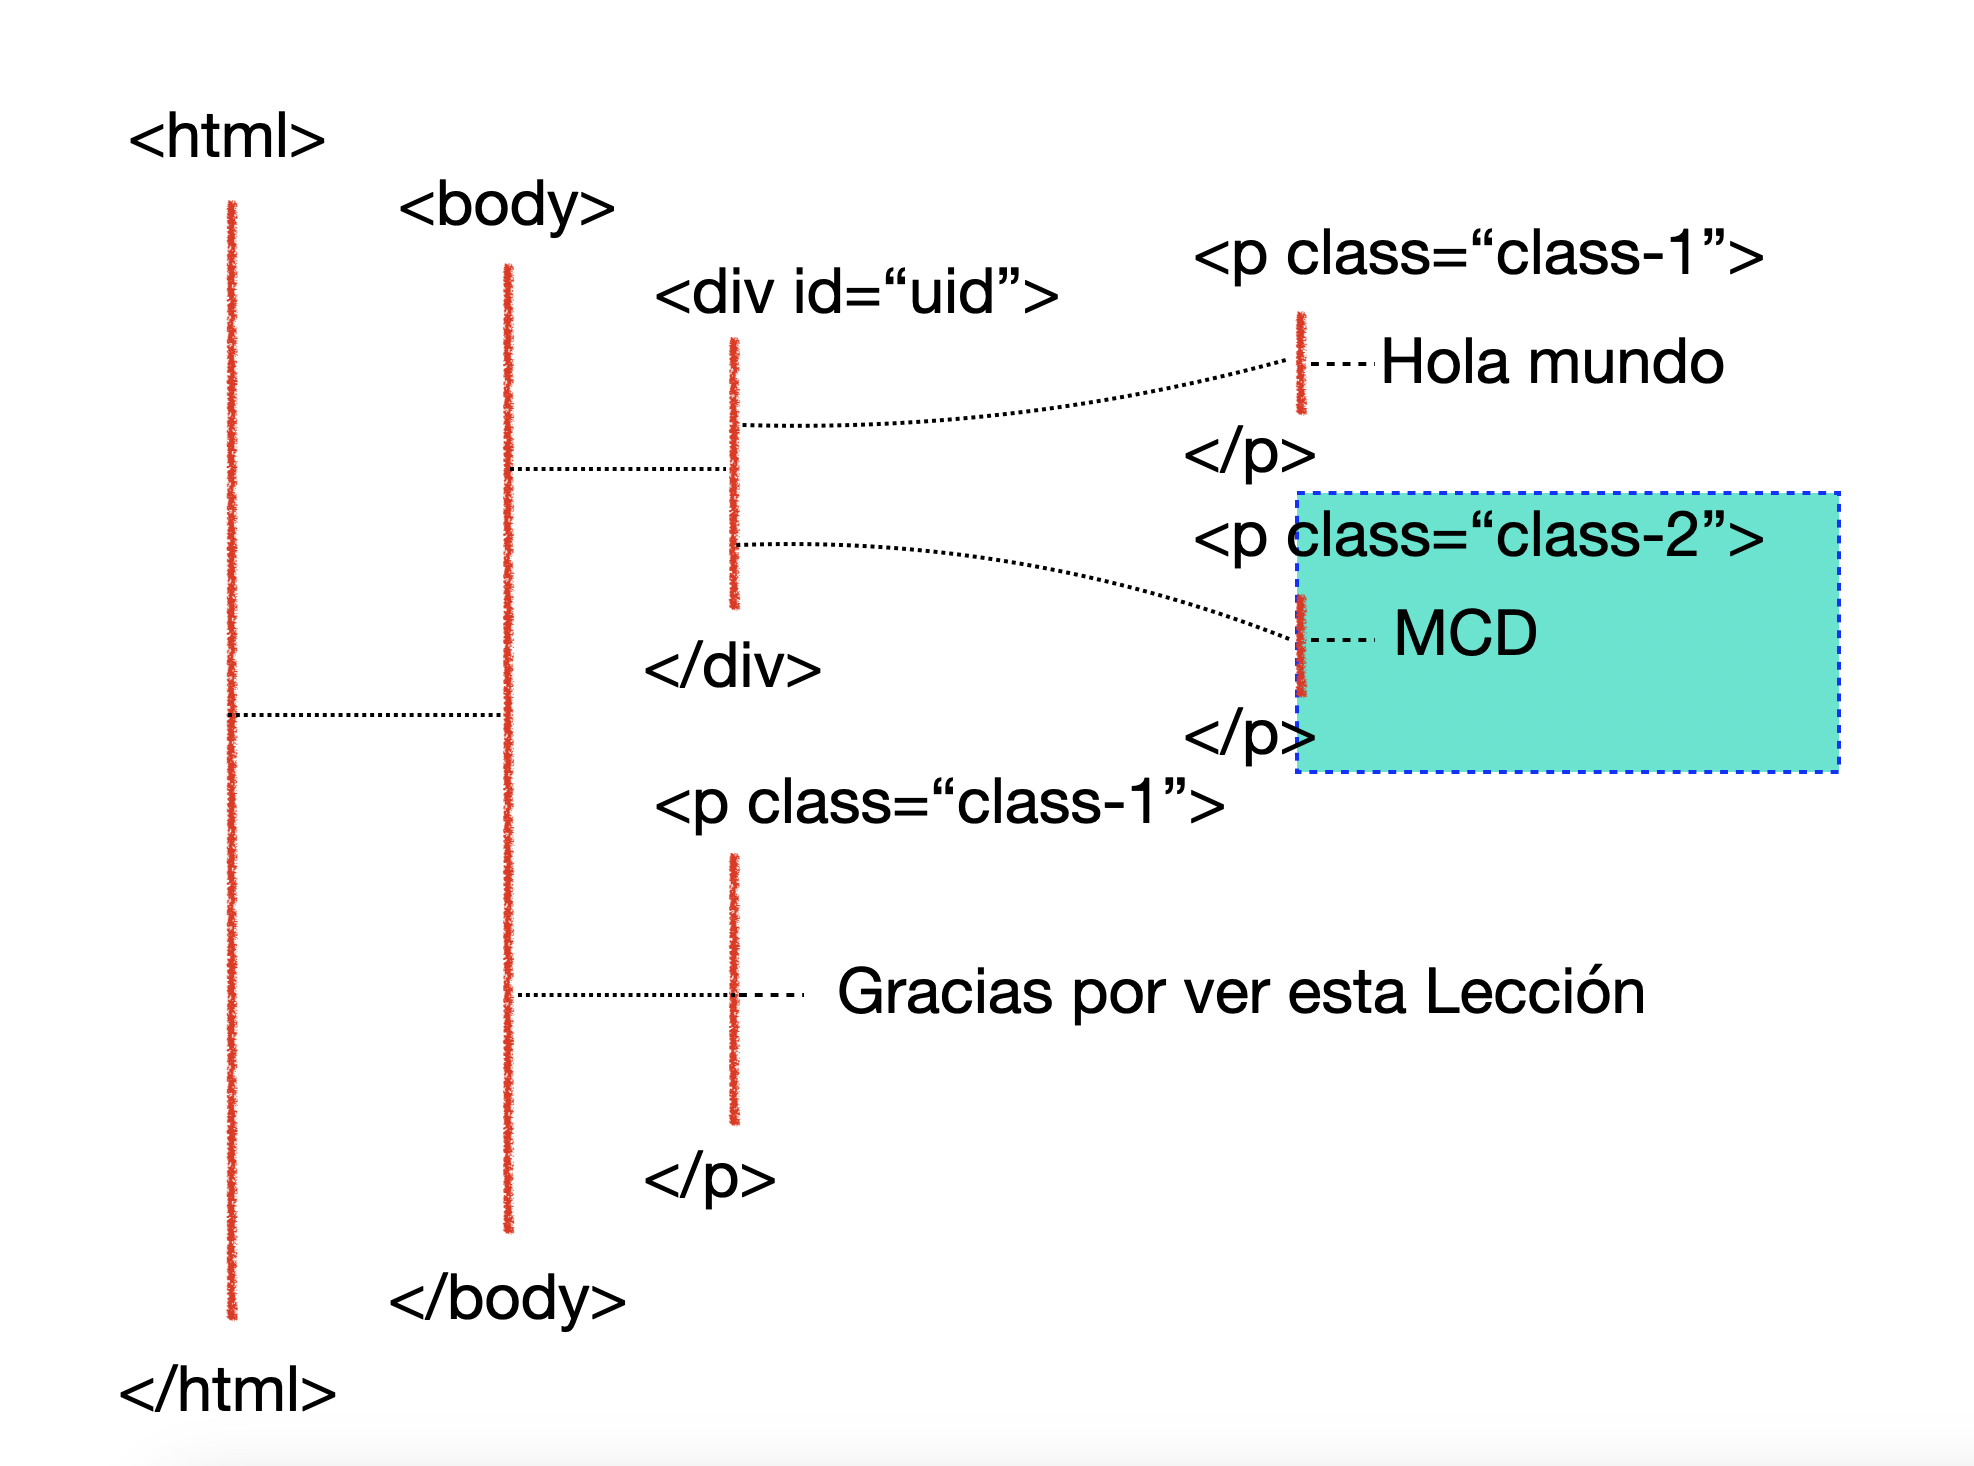 <html>
<body>
<div id=“uid”>
<p class=“class-1”>
Hola mundo
</p>
<p class=“class-2”>
MCD
</p>
</div>
<p class=“class-1”>
Gracias por ver esta Lección
</p>
</body>
</html>